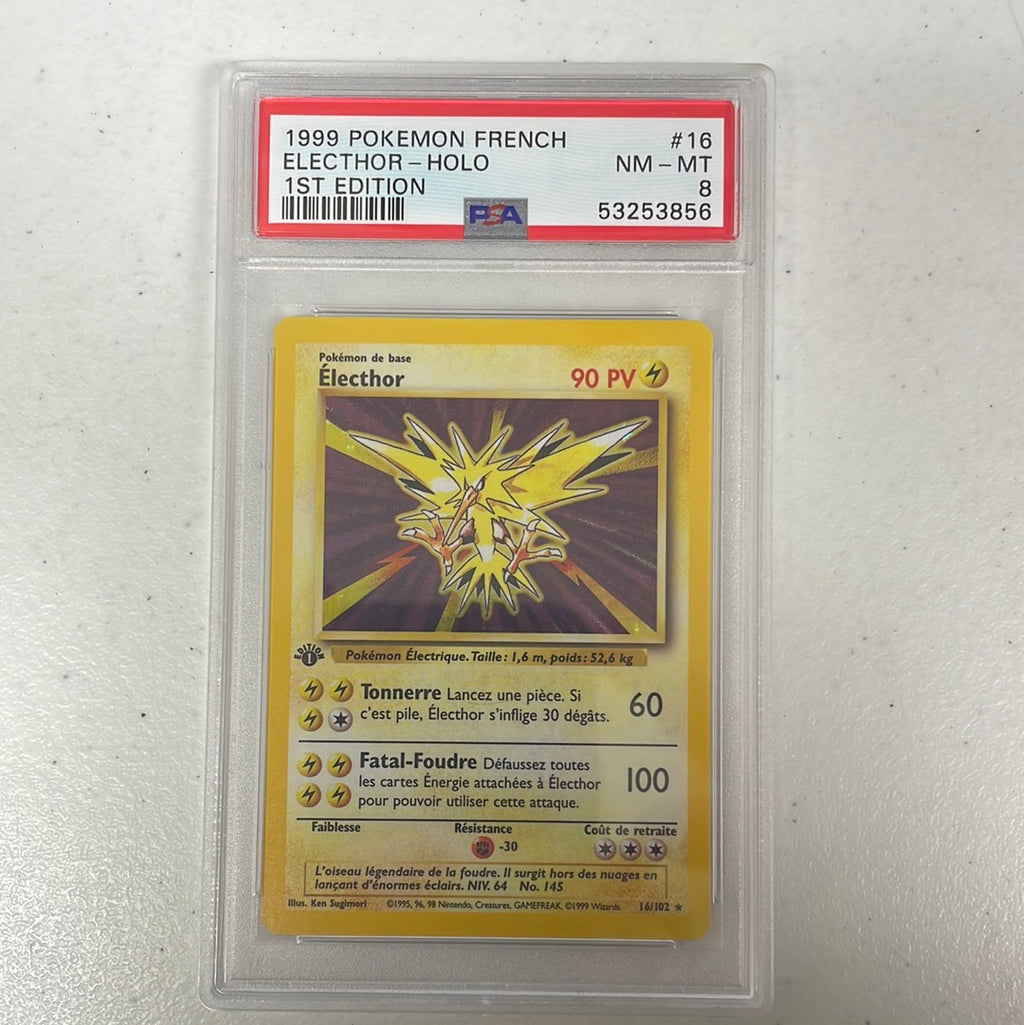 1999 POKEMON FRENCH #16
ELECTHOR - HOLO NM - MT
1ST EDITION 8
PSA 53253856
Pokémon de base
Électhor 90 PV
EDITION 1
Pokémon Électrique. Taille: 1,6 m, poids: 52,6 kg
Tonnerre Lancez une pièce. Si
c'est pile, Électhor s'inflige 30 dégâts. 60
Fatal-Foudre Défaussez toutes
les cartes Énergie attachées à Électhor 100
pour pouvoir utiliser cette attaque.
Faiblesse Résistance Coût de retraite
-30
L'oiseau légendaire de la foudre. Il surgit hors des nuages en
lançant d'énormes éclairs. NIV. 64 No. 145
Illus. Ken Sugimori ©1995, 96, 98 Nintendo, Creatures, GAMEFREAK. ©1999 Wizards. 16/102